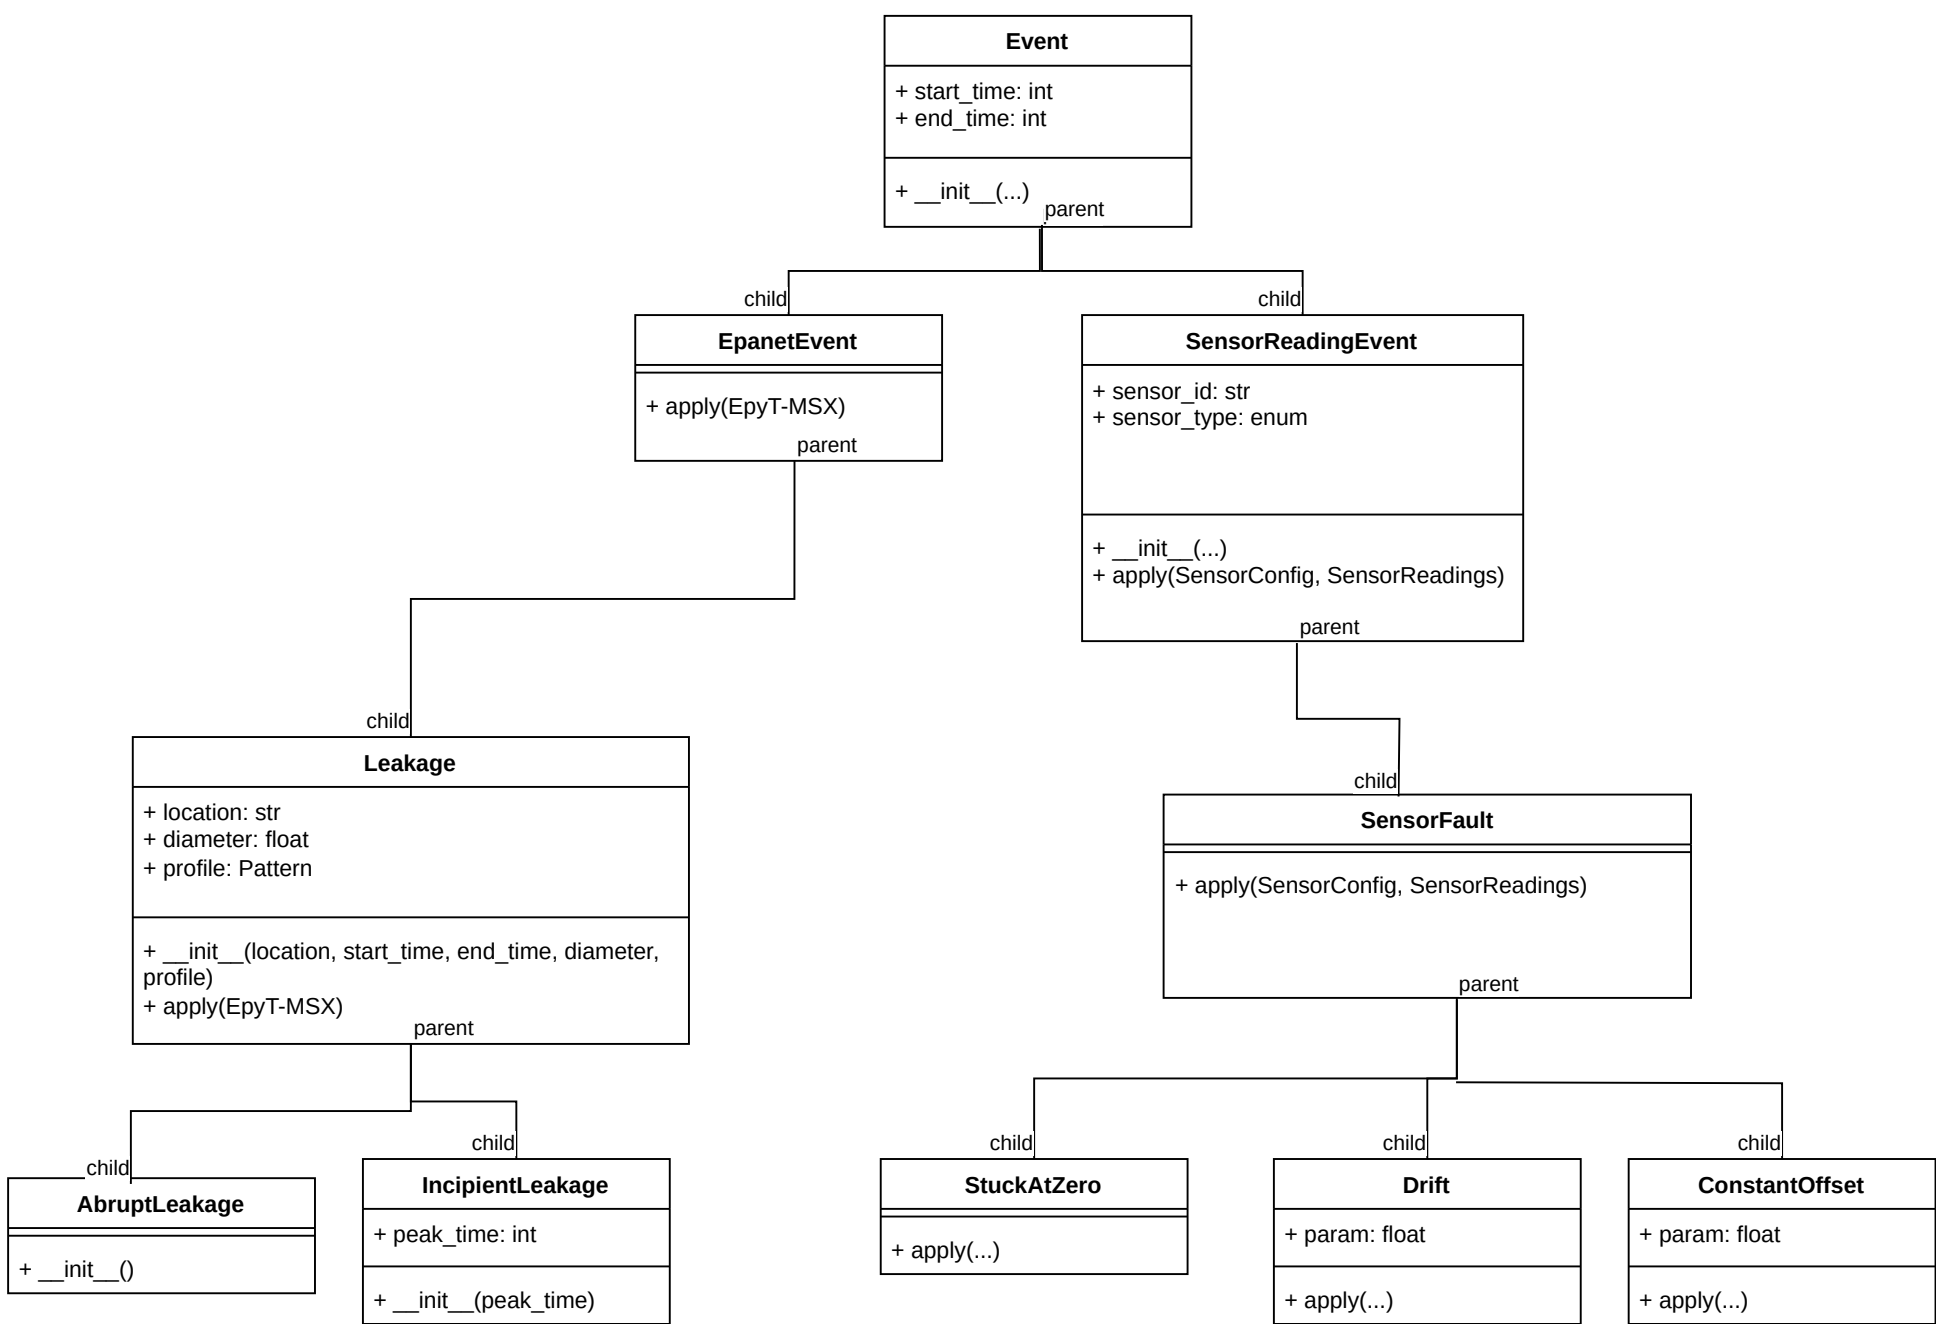 Event
+ start_time: int
+ end_time: int
+ __init__(...)
parent
child
child
EpanetEvent
+ apply(EpyT-MSX)
parent
SensorReadingEvent
+ sensor_id: str
+ sensor_type: enum
+ __init__(...)
+ apply(SensorConfig, SensorReadings)
parent
child
Leakage
+ location: str
+ diameter: float
+ profile: Pattern
+ __init__(location, start_time, end_time, diameter,
profile)
+ apply(EpyT-MSX)
parent
child
SensorFault
+ apply(SensorConfig, SensorReadings)
parent
child
AbruptLeakage
+ __init__()
child
IncipientLeakage
+ peak_time: int
+ __init__(peak_time)
child
StuckAtZero
+ apply(...)
child
Drift
+ param: float
+ apply(...)
child
ConstantOffset
+ param: float
+ apply(...)